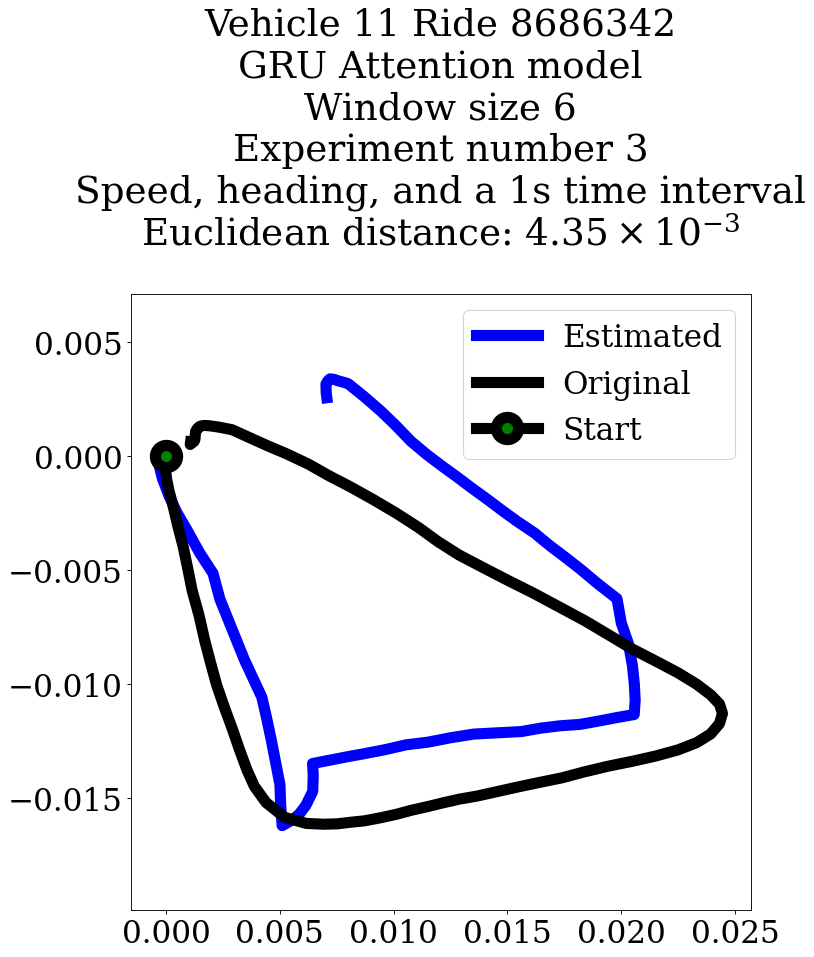 Vehicle 11 Ride 8686342
GRU Attention model
Window size 6
Experiment number 3
Speed, heading, and a 1s time interval
Euclidean distance: 4.35 × 10⁻³
Estimated
Original
Start
0.005
0.000
−0.005
−0.010
−0.015
0.000 0.005 0.010 0.015 0.020 0.025